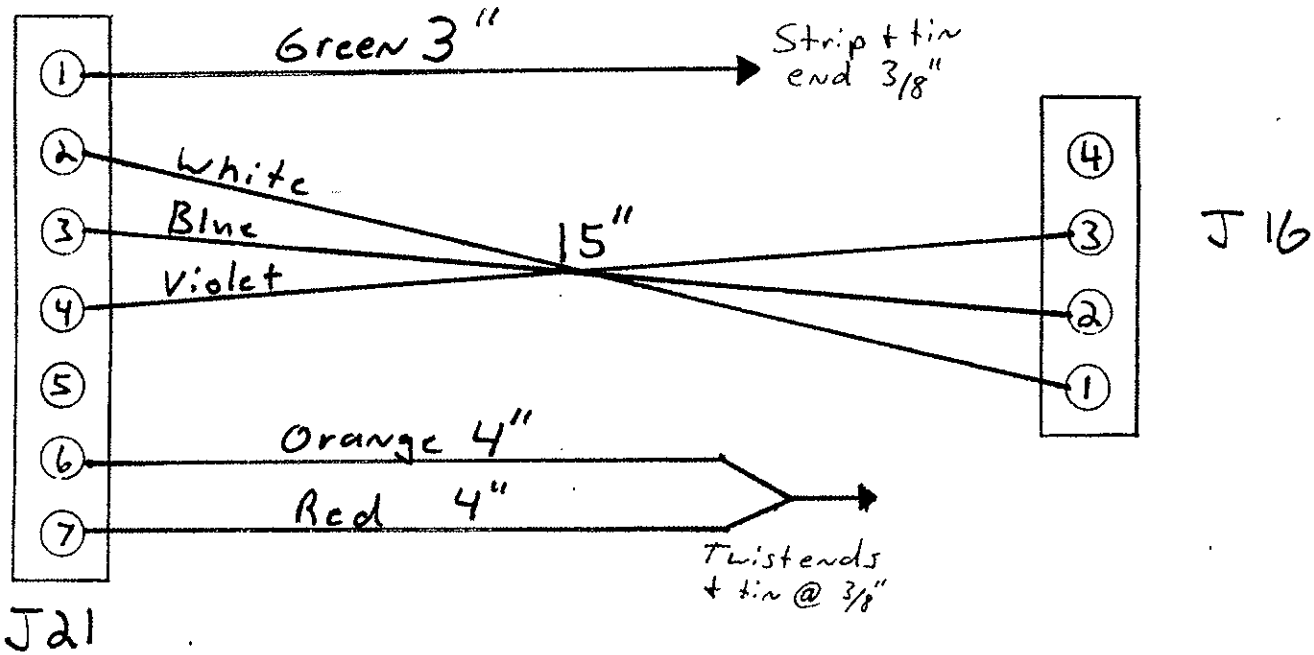 Green 3"
Strip + tin
end 3/8"
1
2
3
4
5
6
7
White
Blue
Violet
15"
4
3
2
1
J16
Orange 4"
Red 4"
Twist ends
+ tin @ 3/8"
J21